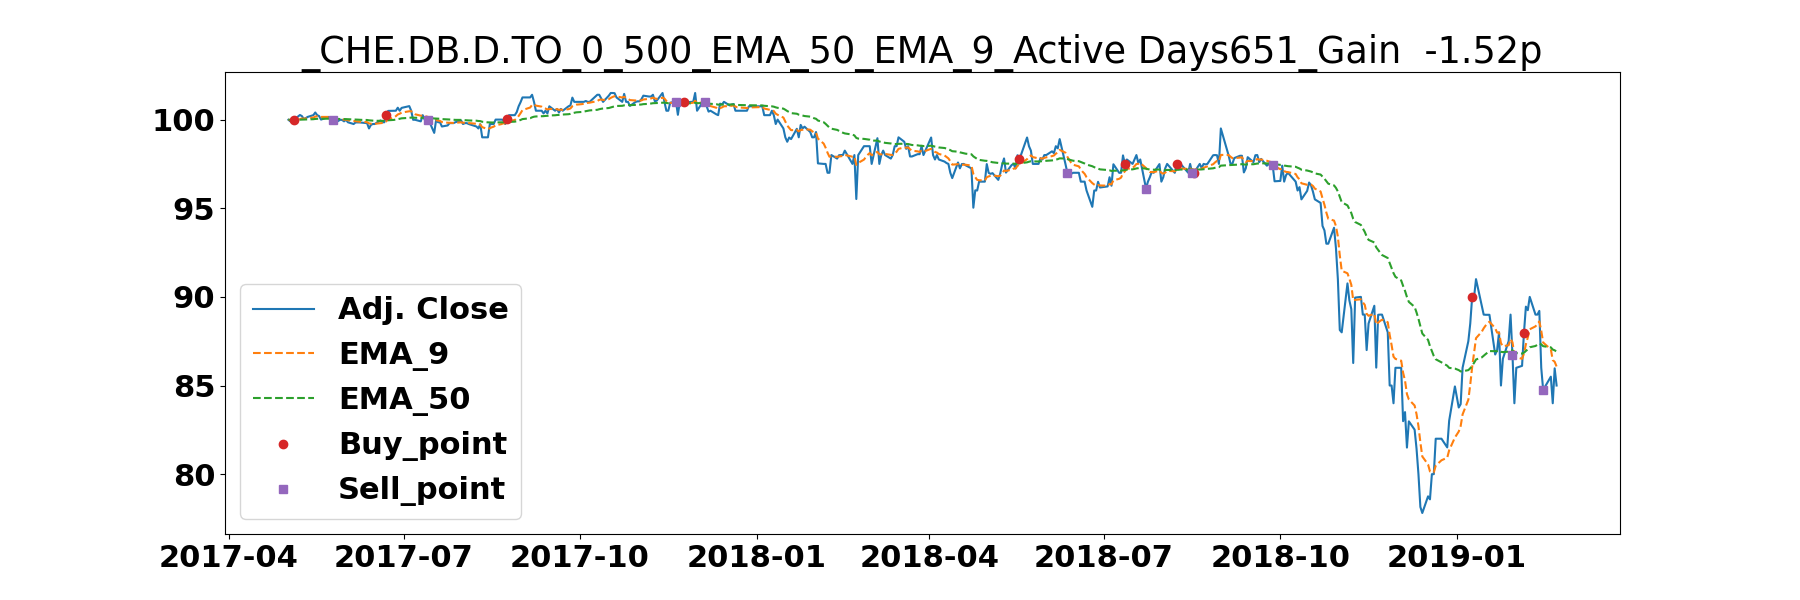 _CHE.DB.D.TO_0_500_EMA_50_EMA_9_Active Days651_Gain  -1.52p
100
95
90
85
80
Adj. Close
EMA_9
EMA_50
Buy_point
Sell_point
2017-04 2017-07 2017-10 2018-01 2018-04 2018-07 2018-10 2019-01